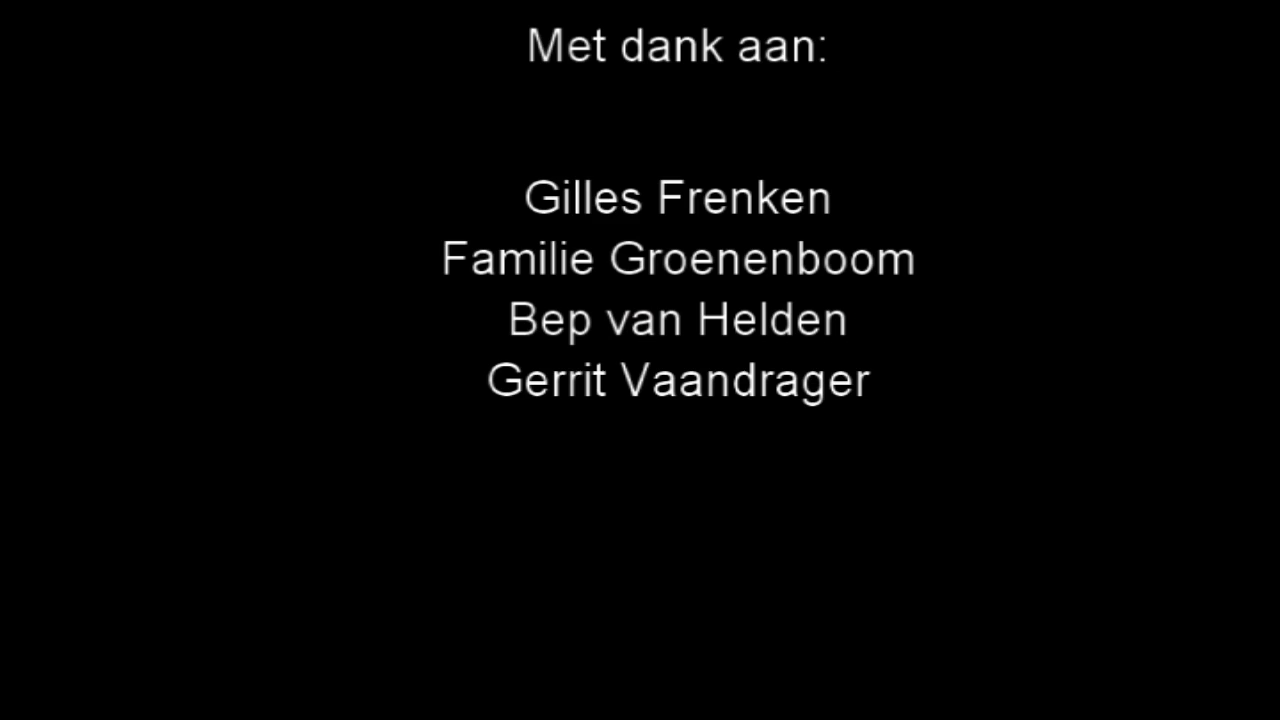 Met dank aan:
Gilles Frenken
Familie Groenenboom
Bep van Helden
Gerrit Vaandrager